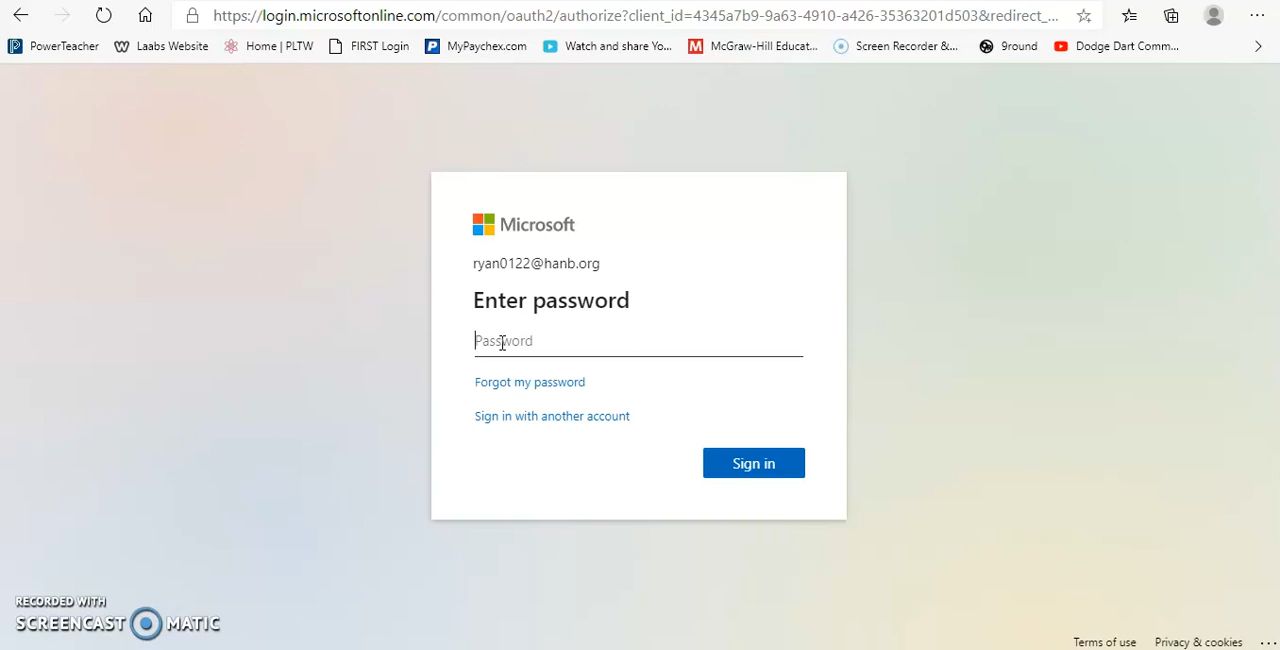 https://login.microsoftonline.com/common/oauth2/authorize?client_id=4345a7b9-9a63-4910-a426-35363201d503&redirect_...
PowerTeacher Laabs Website Home | PLTW FIRST Login MyPaychex.com Watch and share Yo... McGraw-Hill Educat... Screen Recorder &... 9round Dodge Dart Comm...
Microsoft
ryan0122@hanb.org
Enter password
Password
Forgot my password
Sign in with another account
Sign in
RECORDED WITH
SCREENCAST MATIC
Terms of use Privacy & cookies ...